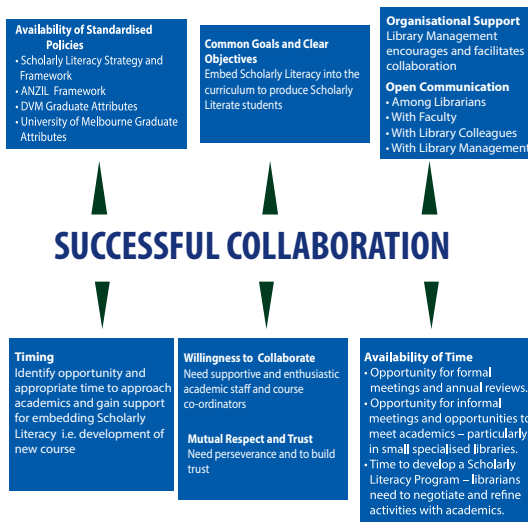 Availability of Standardised
Policies
• Scholarly Literacy Strategy and
Framework
• ANZIL Framework
• DVM Graduate Attributes
• University of Melbourne Graduate
Attributes
Common Goals and Clear
Objectives
Embed Scholarly Literacy into the
curriculum to produce Scholarly
Literate students
Organisational Support
Library Management
encourages and facilitates
collaboration
Open Communication
• Among Librarians
• With Faculty
• With Library Colleagues
• With Library Management
SUCCESSFUL COLLABORATION
Timing
Identify opportunity and
appropriate time to approach
academics and gain support
for embedding Scholarly
Literacy i.e. development of
new course
Willingness to Collaborate
Need supportive and enthusiastic
academic staff and course
co-ordinators
Mutual Respect and Trust
Need perseverance and to build
trust
Availability of Time
• Opportunity for formal
meetings and annual reviews.
• Opportunity for informal
meetings and opportunities to
meet academics – particularly
in small specialised libraries.
• Time to develop a Scholarly
Literacy Program – librarians
need to negotiate and refine
activities with academics.